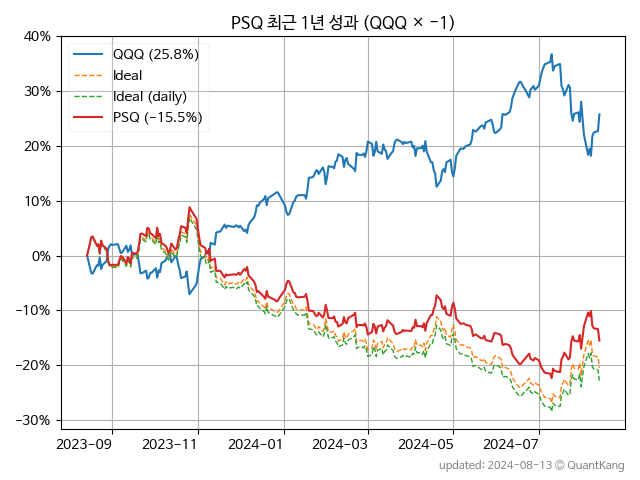 PSQ 최근 1년 성과 (QQQ × −1)
QQQ (25.8%)
Ideal
Ideal (daily)
PSQ (−15.5%)
40%
30%
20%
10%
0%
−10%
−20%
−30%
2023−09
2023−11
2024−01
2024−03
2024−05
2024−07
updated: 2024−08−13 ⓒ QuantKang